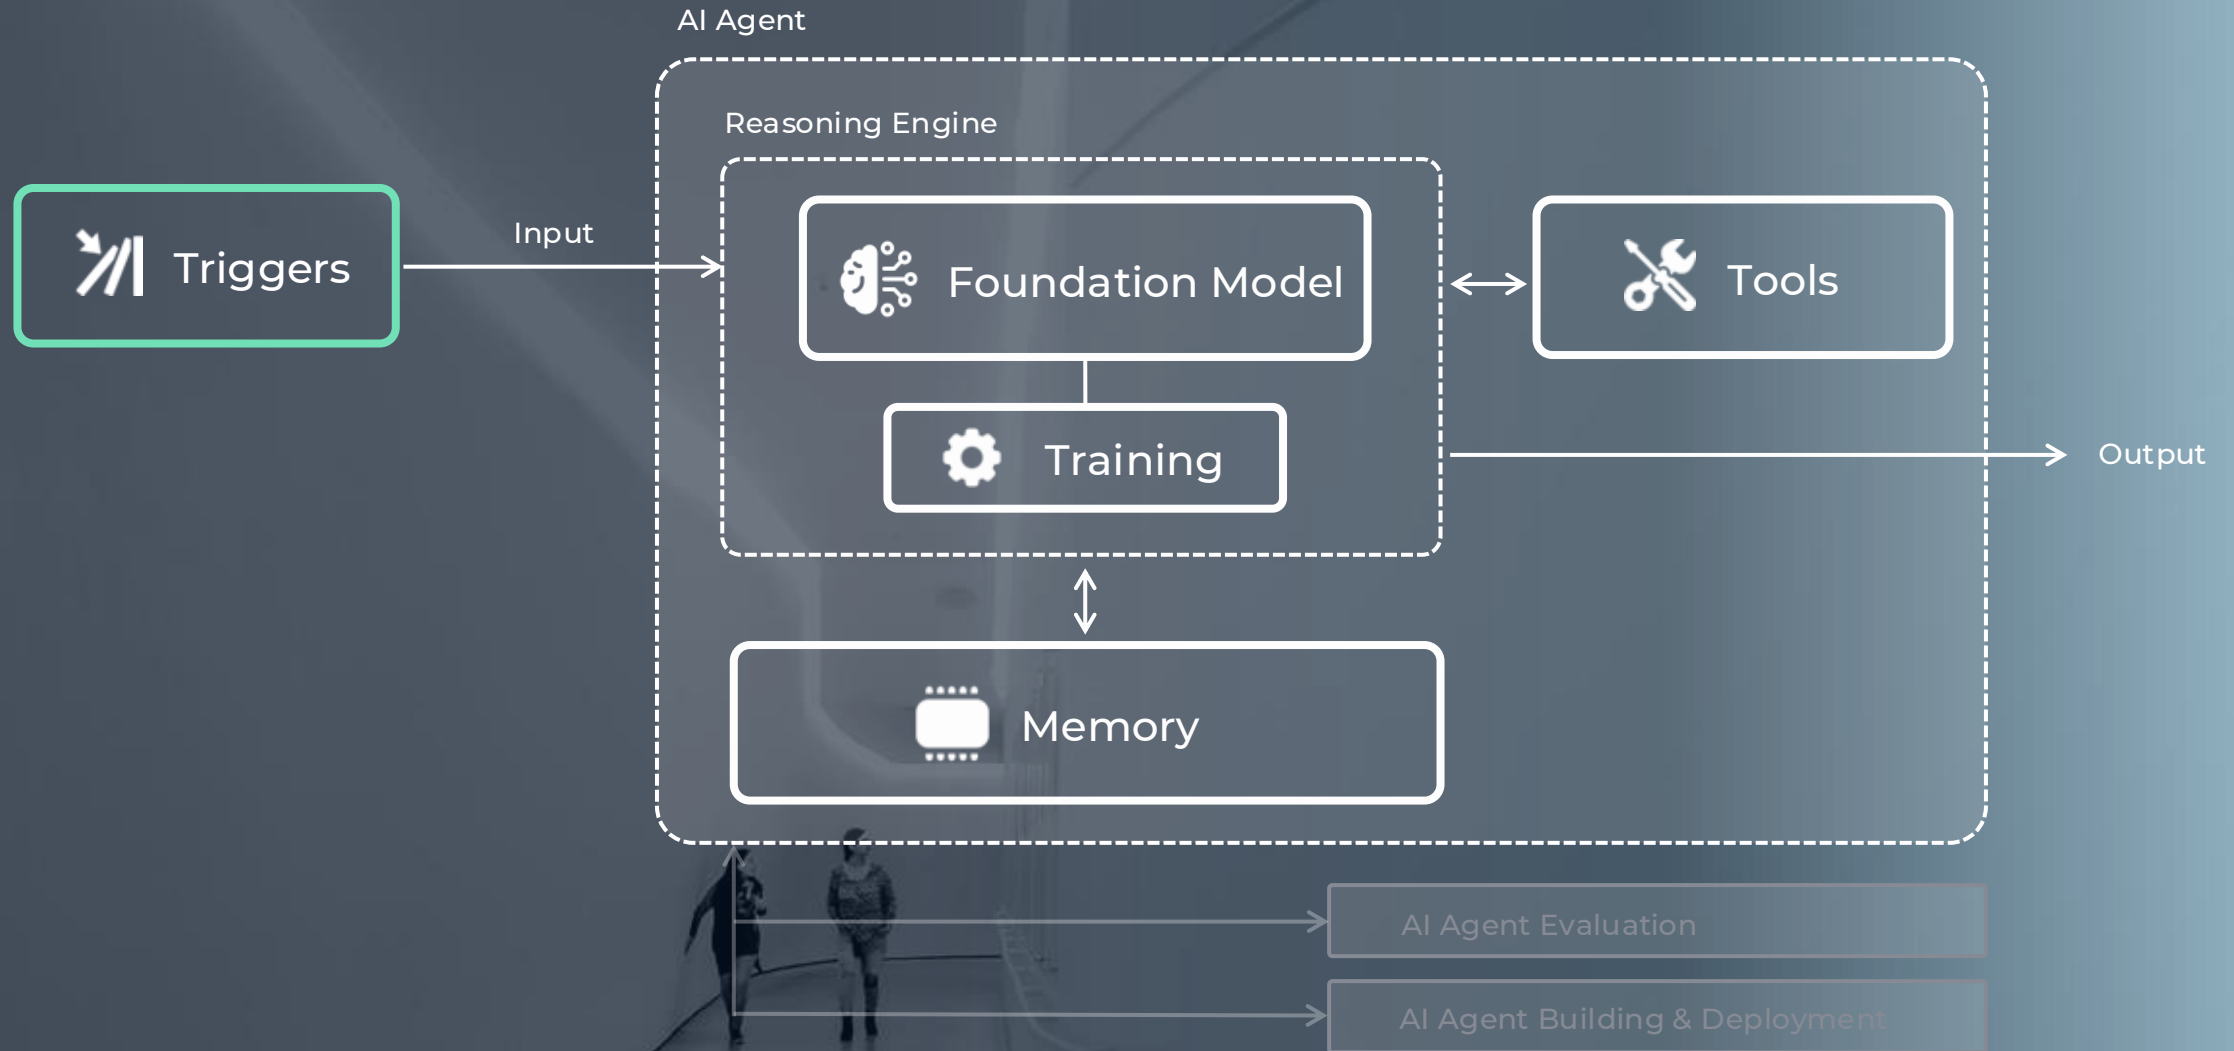 AI Agent
Reasoning Engine
Triggers
Input
Foundation Model
Tools
Training
Output
Memory
AI Agent Evaluation
AI Agent Building & Deployment